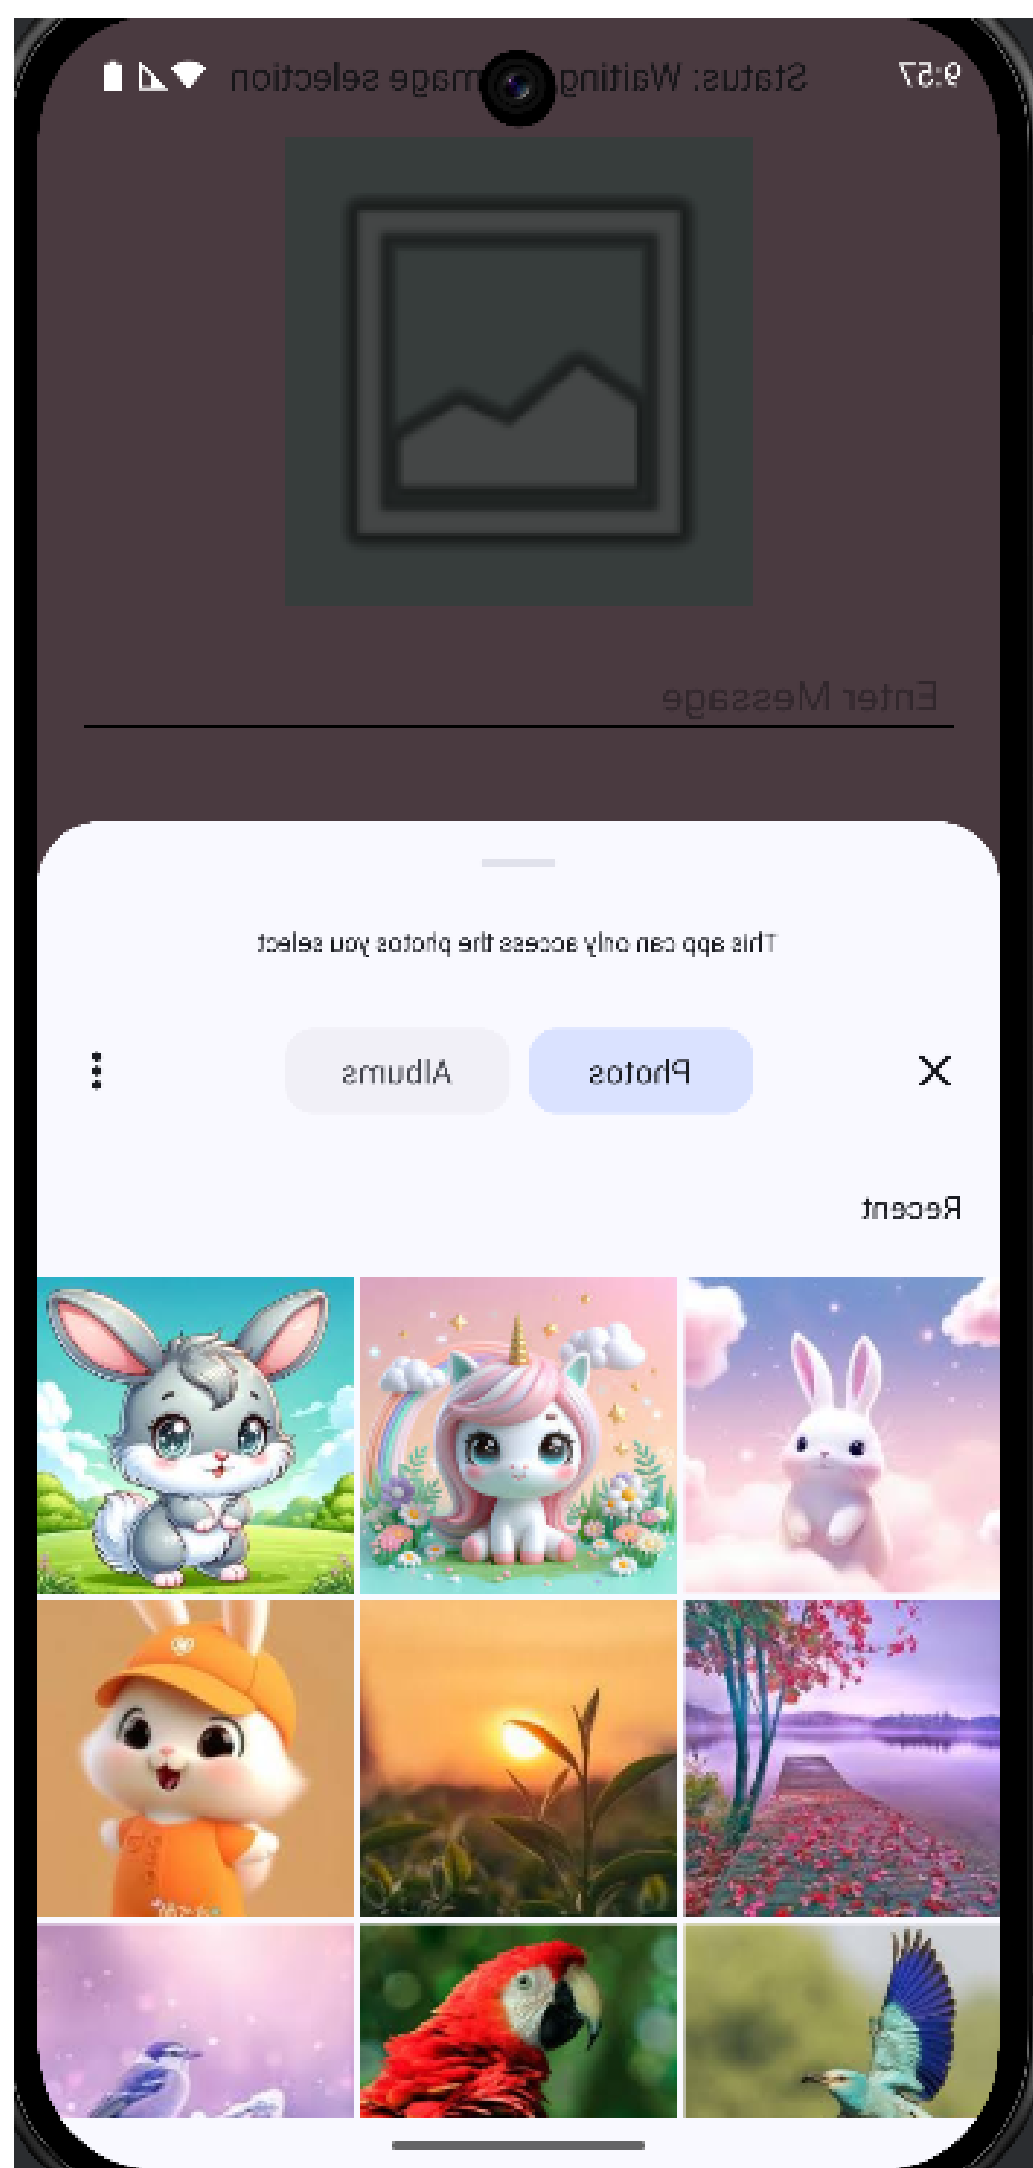 9:57
Status: Waiting mage selection
Enter Message
This app can only access the photos you select
Photos Albums
Recent